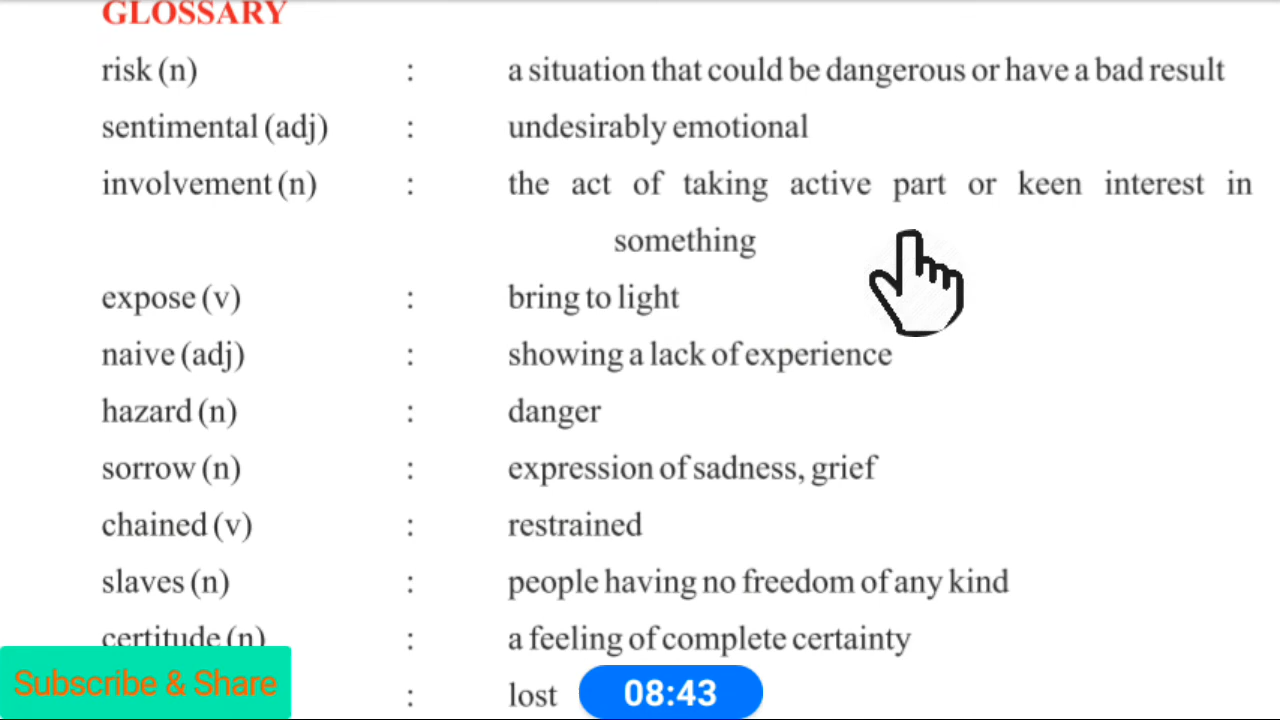 GLOSSARY
risk (n) : a situation that could be dangerous or have a bad result
sentimental (adj) : undesirably emotional
involvement (n) : the act of taking active part or keen interest in
something
expose (v) : bring to light
naive (adj) : showing a lack of experience
hazard (n) : danger
sorrow (n) : expression of sadness, grief
chained (v) : restrained
slaves (n) : people having no freedom of any kind
certitude (n) : a feeling of complete certainty
Subscribe & Share : lost 08:43